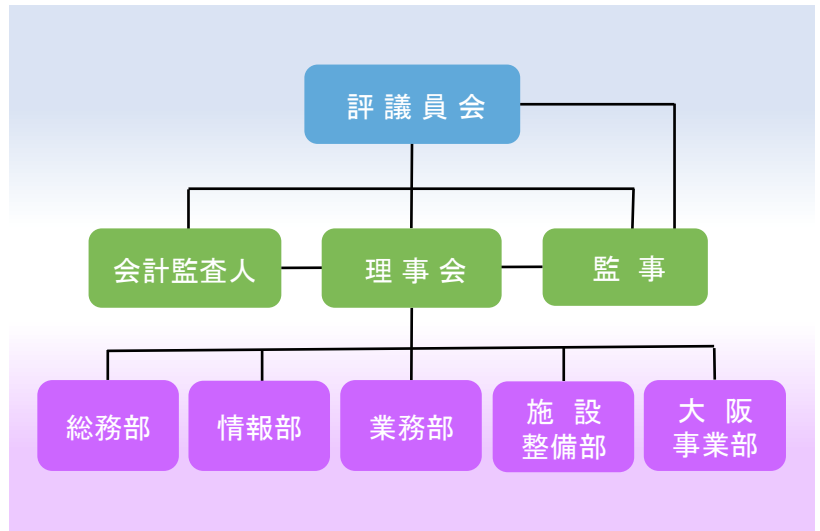 評議員会
会計監査人
理事会
監事
総務部
情報部
業務部
施設
整備部
大阪
事業部